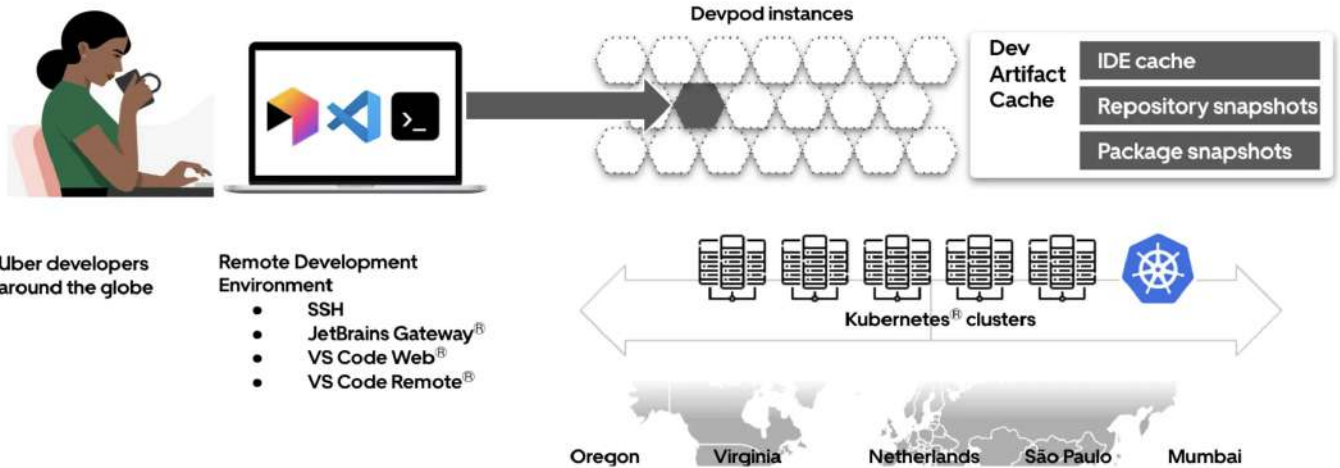 Devpod instances
Dev
Artifact
Cache
IDE cache
Repository snapshots
Package snapshots
>_
Uber developers
around the globe
Remote Development
Environment
● SSH
● JetBrains Gateway®
● VS Code Web®
● VS Code Remote®
Kubernetes® clusters
Oregon
Virginia
Netherlands
São Paulo
Mumbai